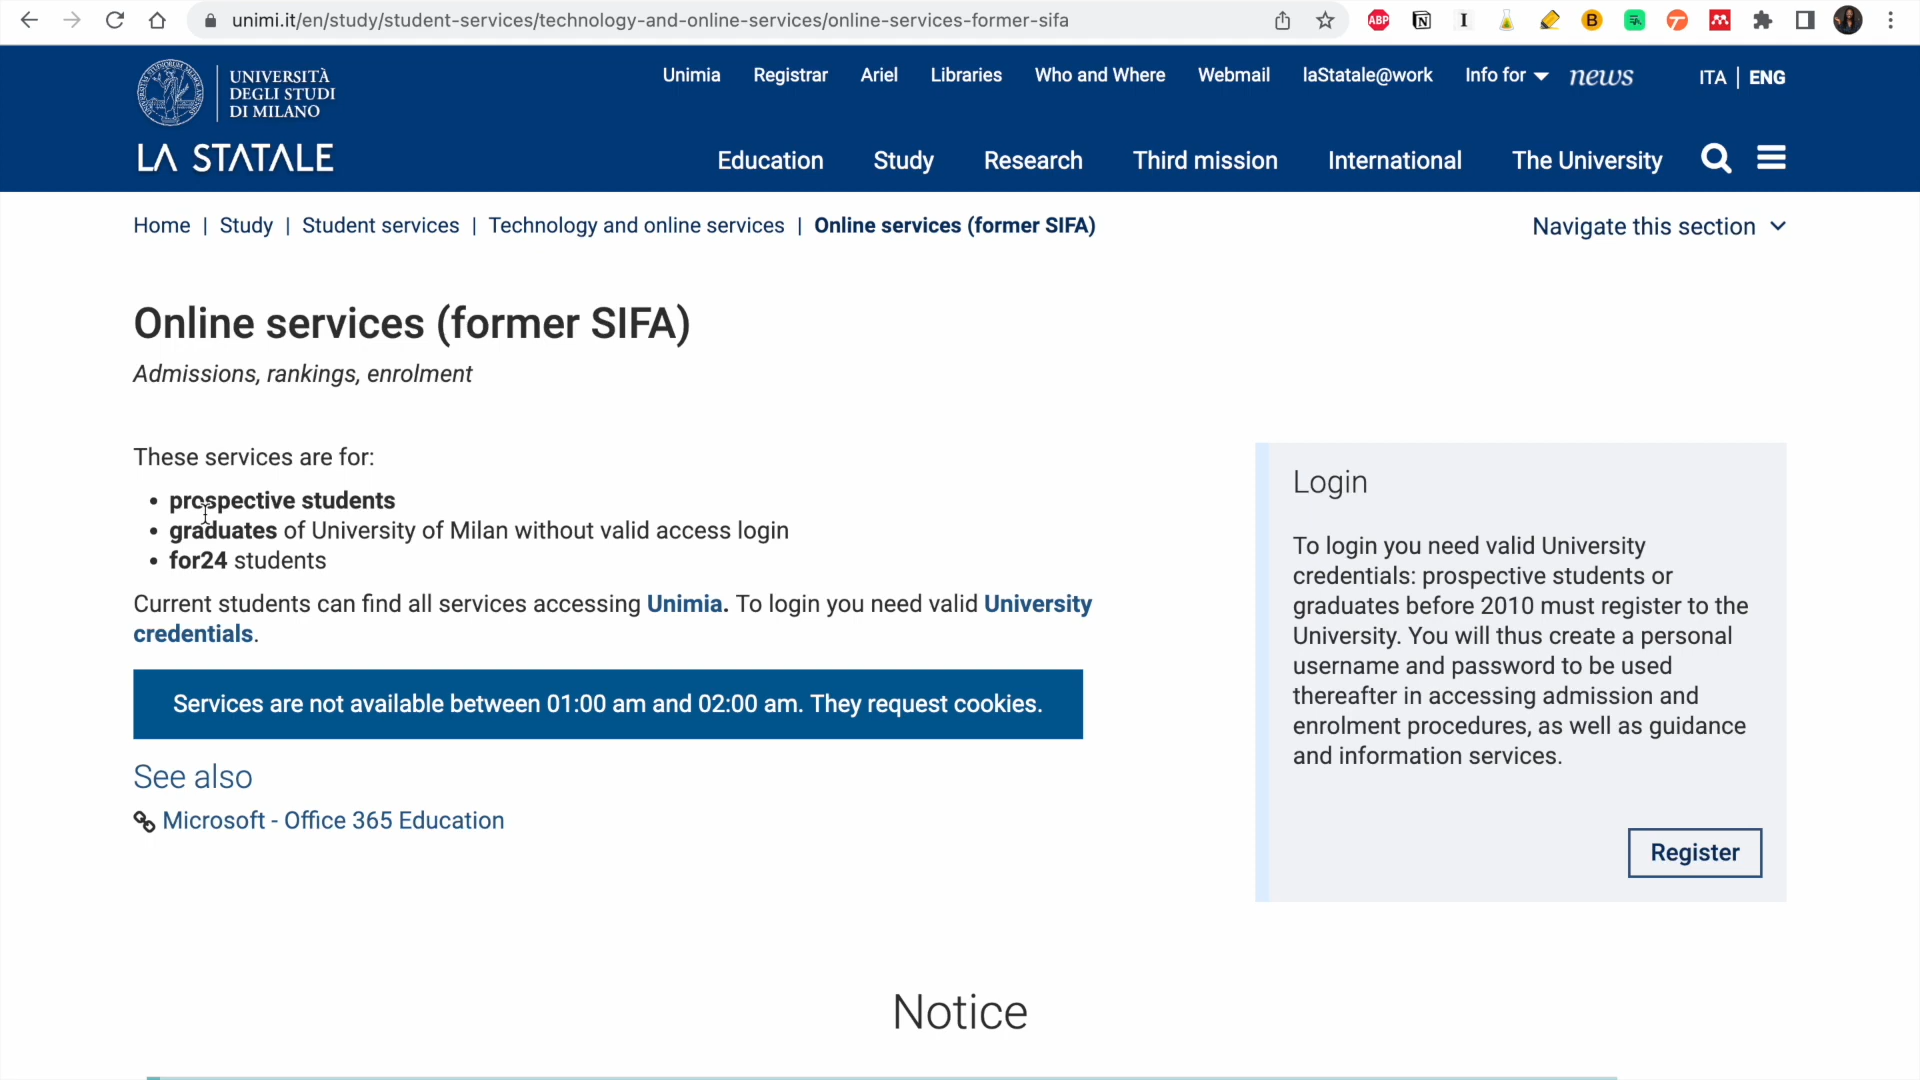 unimi.it/en/study/student-services/technology-and-online-services/online-services-former-sifa
ABP
UNIVERSITÀ
DEGLI STUDI
DI MILANO
LA STATALE
Unimia Registrar Ariel Libraries Who and Where Webmail laStatale@work Info for news ITA | ENG
Education Study Research Third mission International The University
Home | Study | Student services | Technology and online services | Online services (former SIFA)
Navigate this section
Online services (former SIFA)
Admissions, rankings, enrolment
These services are for:
• prospective students
• graduates of University of Milan without valid access login
• for24 students
Current students can find all services accessing Unimia. To login you need valid University
credentials.
Services are not available between 01:00 am and 02:00 am. They request cookies.
See also
Microsoft - Office 365 Education
Login
To login you need valid University
credentials: prospective students or
graduates before 2010 must register to the
University. You will thus create a personal
username and password to be used
thereafter in accessing admission and
enrolment procedures, as well as guidance
and information services.
Register
Notice